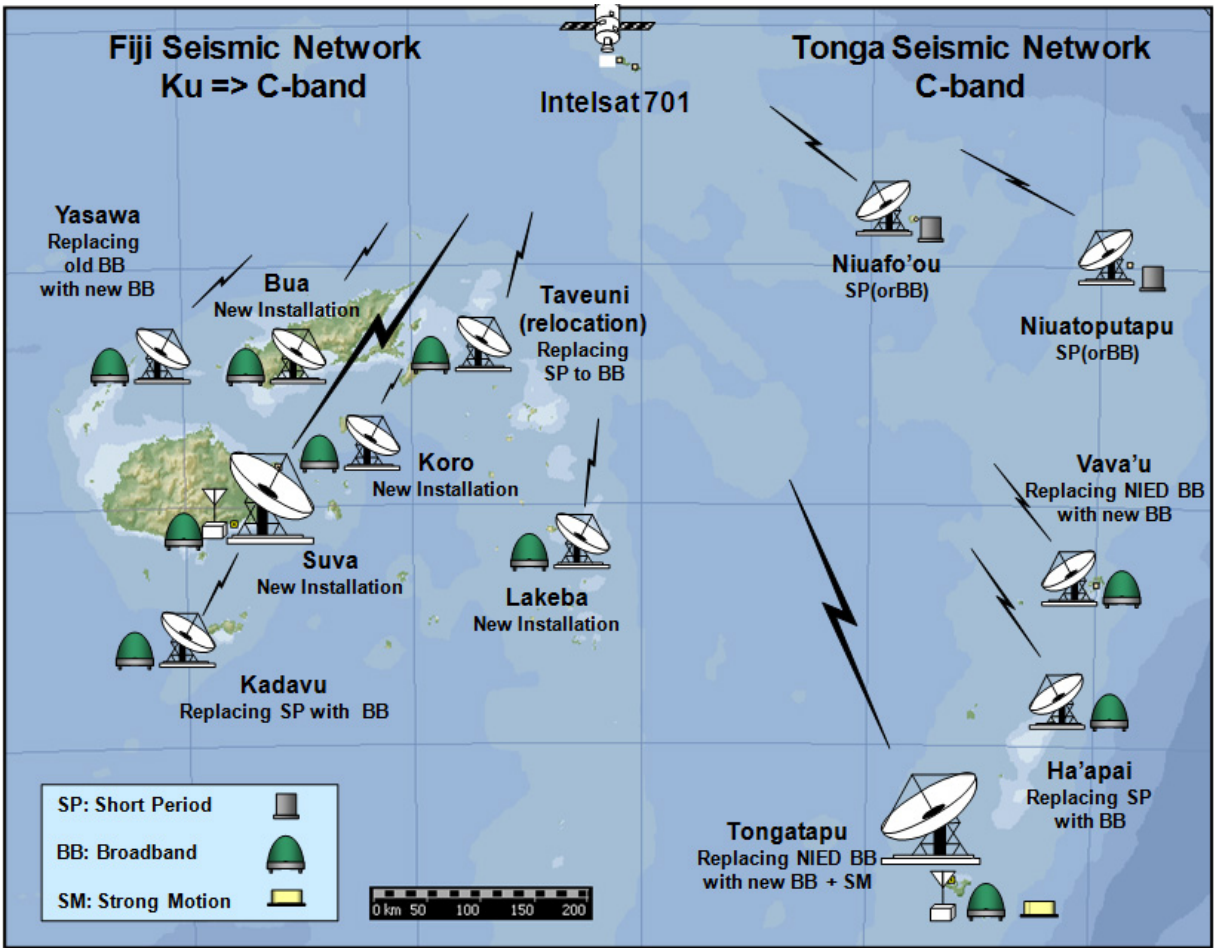 Fiji Seismic Network
Ku => C-band
Intelsat 701
Tonga Seismic Network
C-band
Yasawa
Replacing
old BB
with new BB
Bua
New Installation
Taveuni
(relocation)
Replacing
SP to BB
Niuafo'ou
SP(orBB)
Niuatoputapu
SP(orBB)
Koro
New Installation
Suva
New Installation
Lakeba
New Installation
Kadavu
Replacing SP with BB
Vava'u
Replacing NIED BB
with new BB
Ha'apai
Replacing SP
with BB
Tongatapu
Replacing NIED BB
with new BB + SM
SP: Short Period
BB: Broadband
SM: Strong Motion
0 km 50 100 150 200